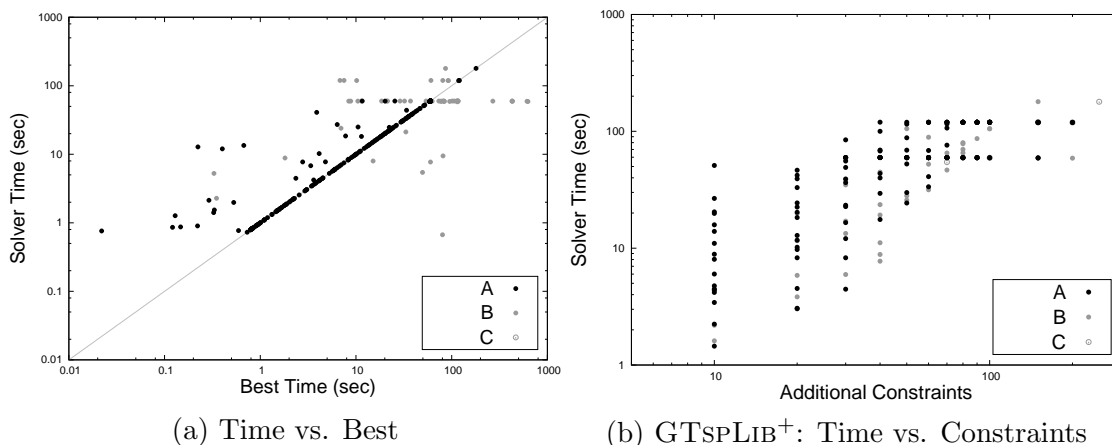 1000
100
10
1
0.1
0.01
0.01 0.1 1 10 100 1000
Solver Time (sec)
Best Time (sec)
A
B
C
(a) Time vs. Best
1000
100
10
1
10 100
Solver Time (sec)
Additional Constraints
A
B
C
(b) GTSPLIB+: Time vs. Constraints